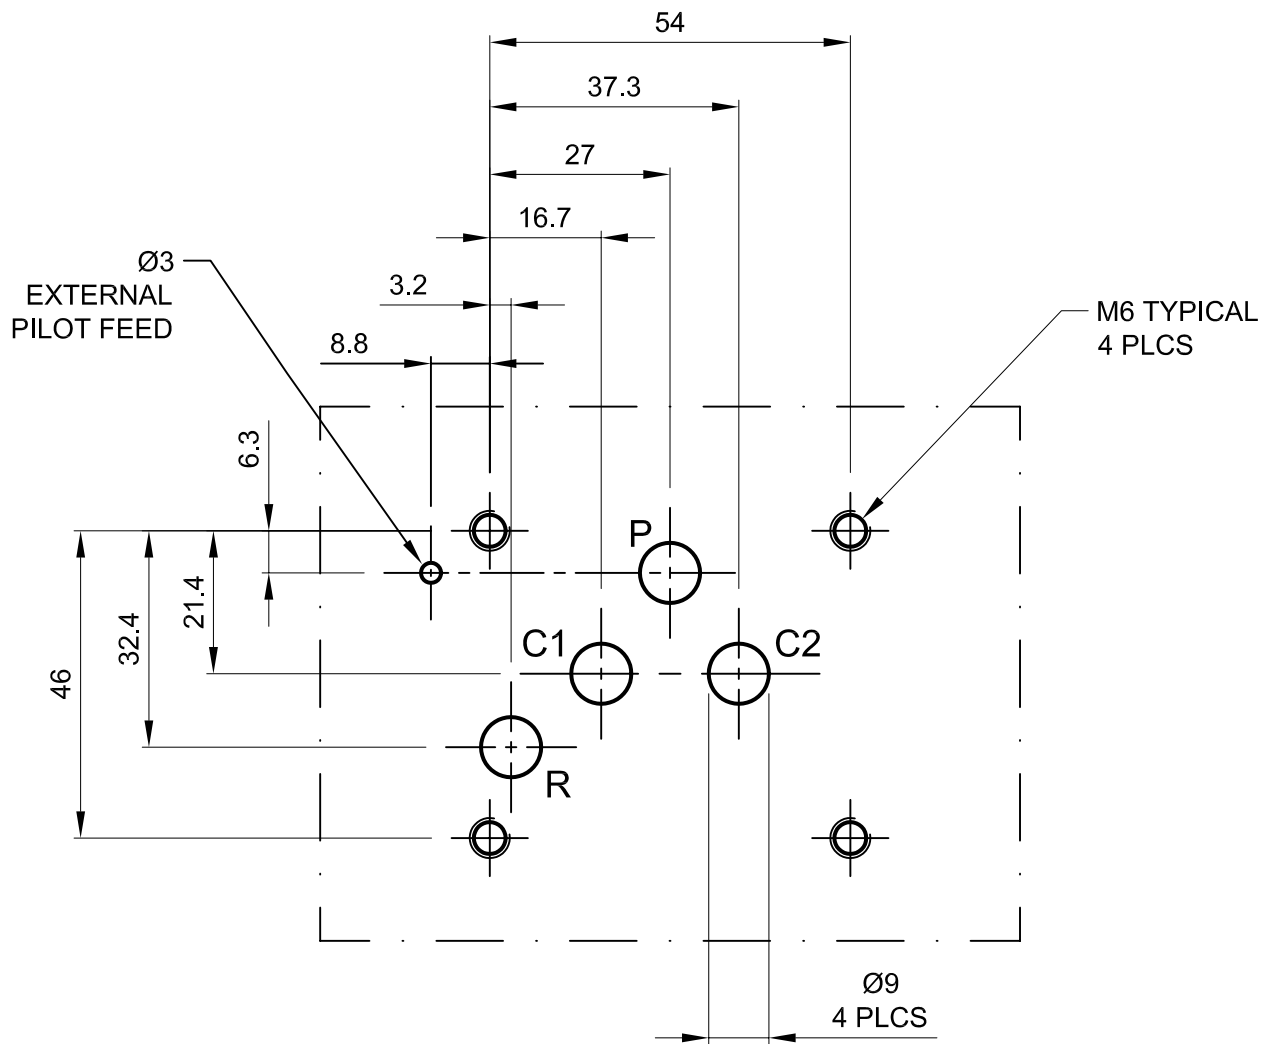 54
37.3
27
16.7
Ø3
EXTERNAL
PILOT FEED
3.2
8.8
M6 TYPICAL
4 PLCS
6.3
P
21.4
32.4
46
C1
C2
R
Ø9
4 PLCS